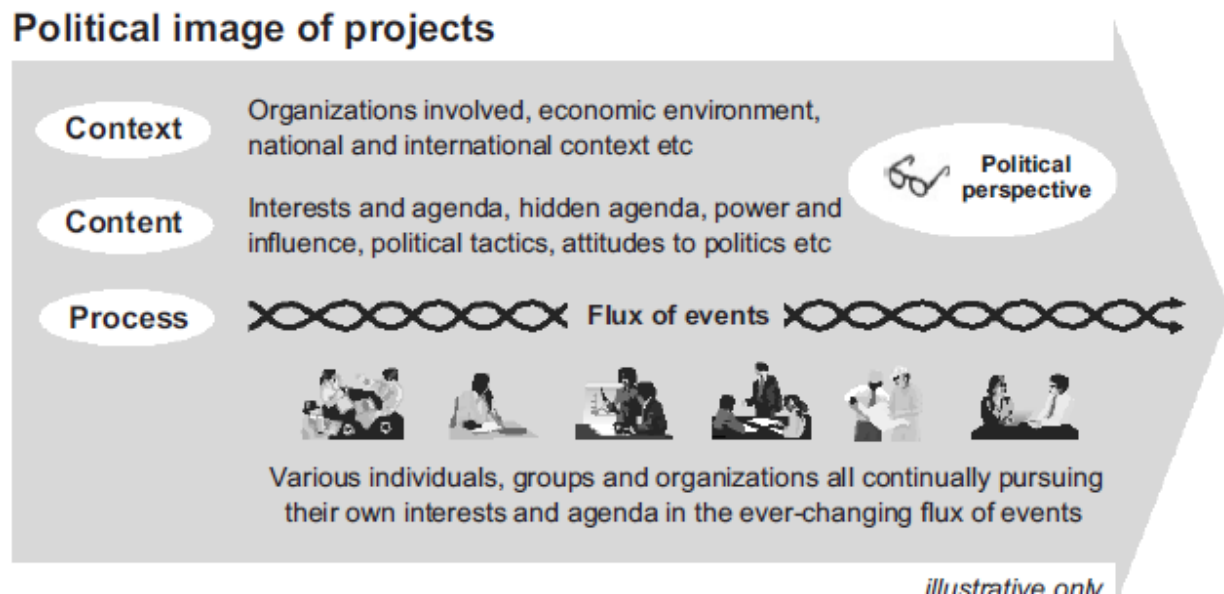 Political image of projects
Context
Organizations involved, economic environment,
national and international context etc
Political
perspective
Content
Interests and agenda, hidden agenda, power and
influence, political tactics, attitudes to politics etc
Process
Flux of events
Various individuals, groups and organizations all continually pursuing
their own interests and agenda in the ever-changing flux of events
illustrative only